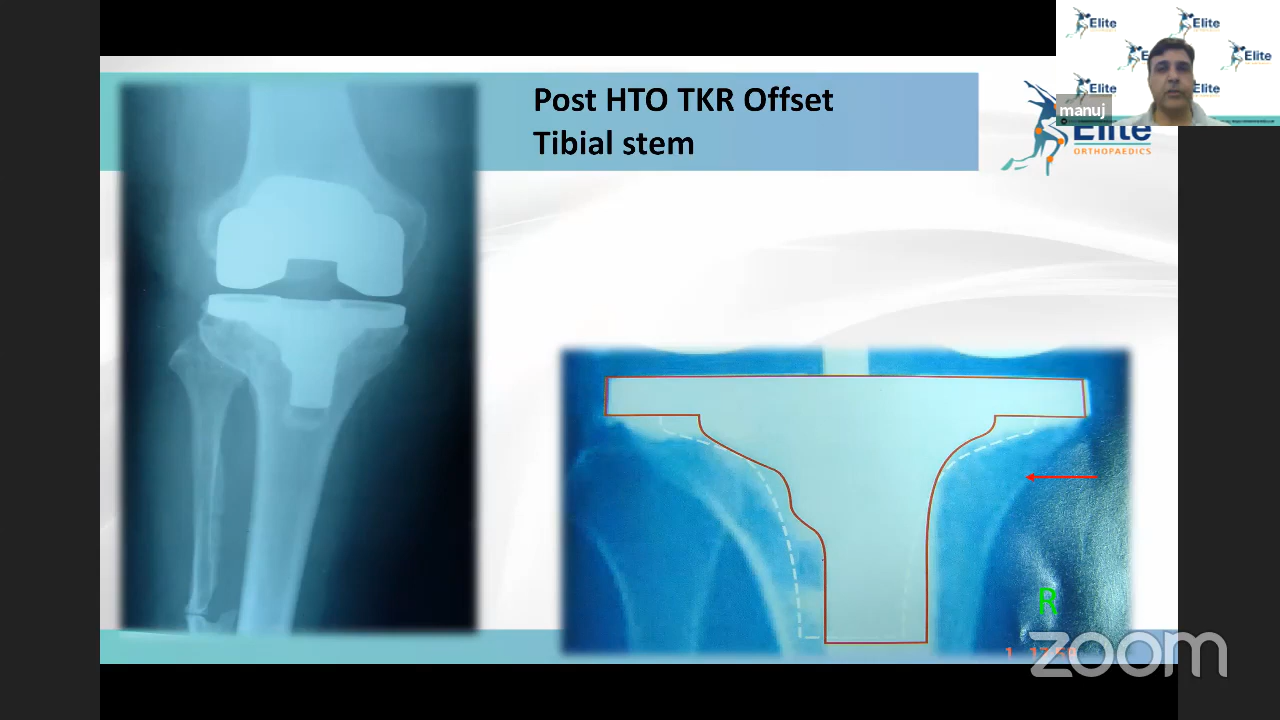 Post HTO TKR Offset
Tibial stem
Elite
ORTHOPAEDICS
Elite
Elite
Elite
Elite
Elite
manuj
R
zoom